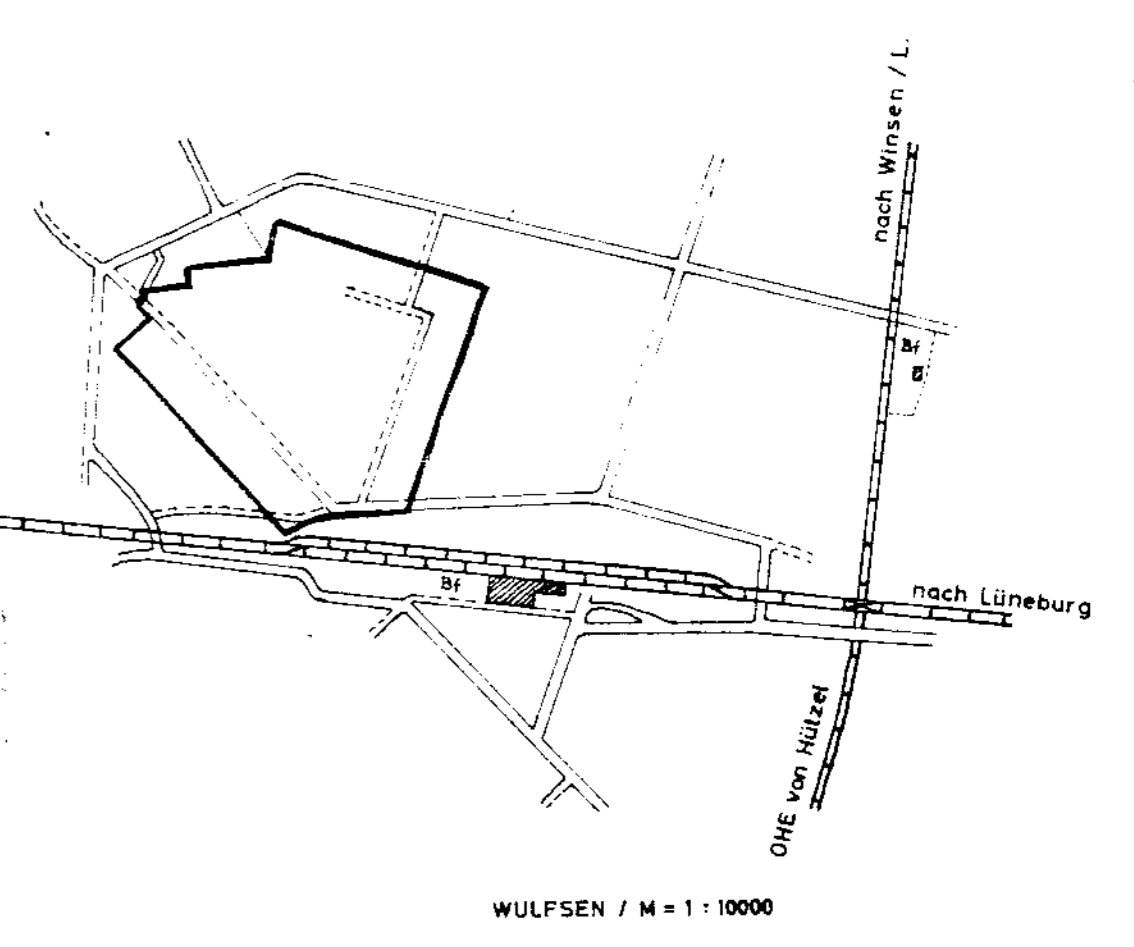 nach Winsen / L.
Bf
Bf
nach Lüneburg
OHE von Hützel
WULFSEN / M = 1 : 10000